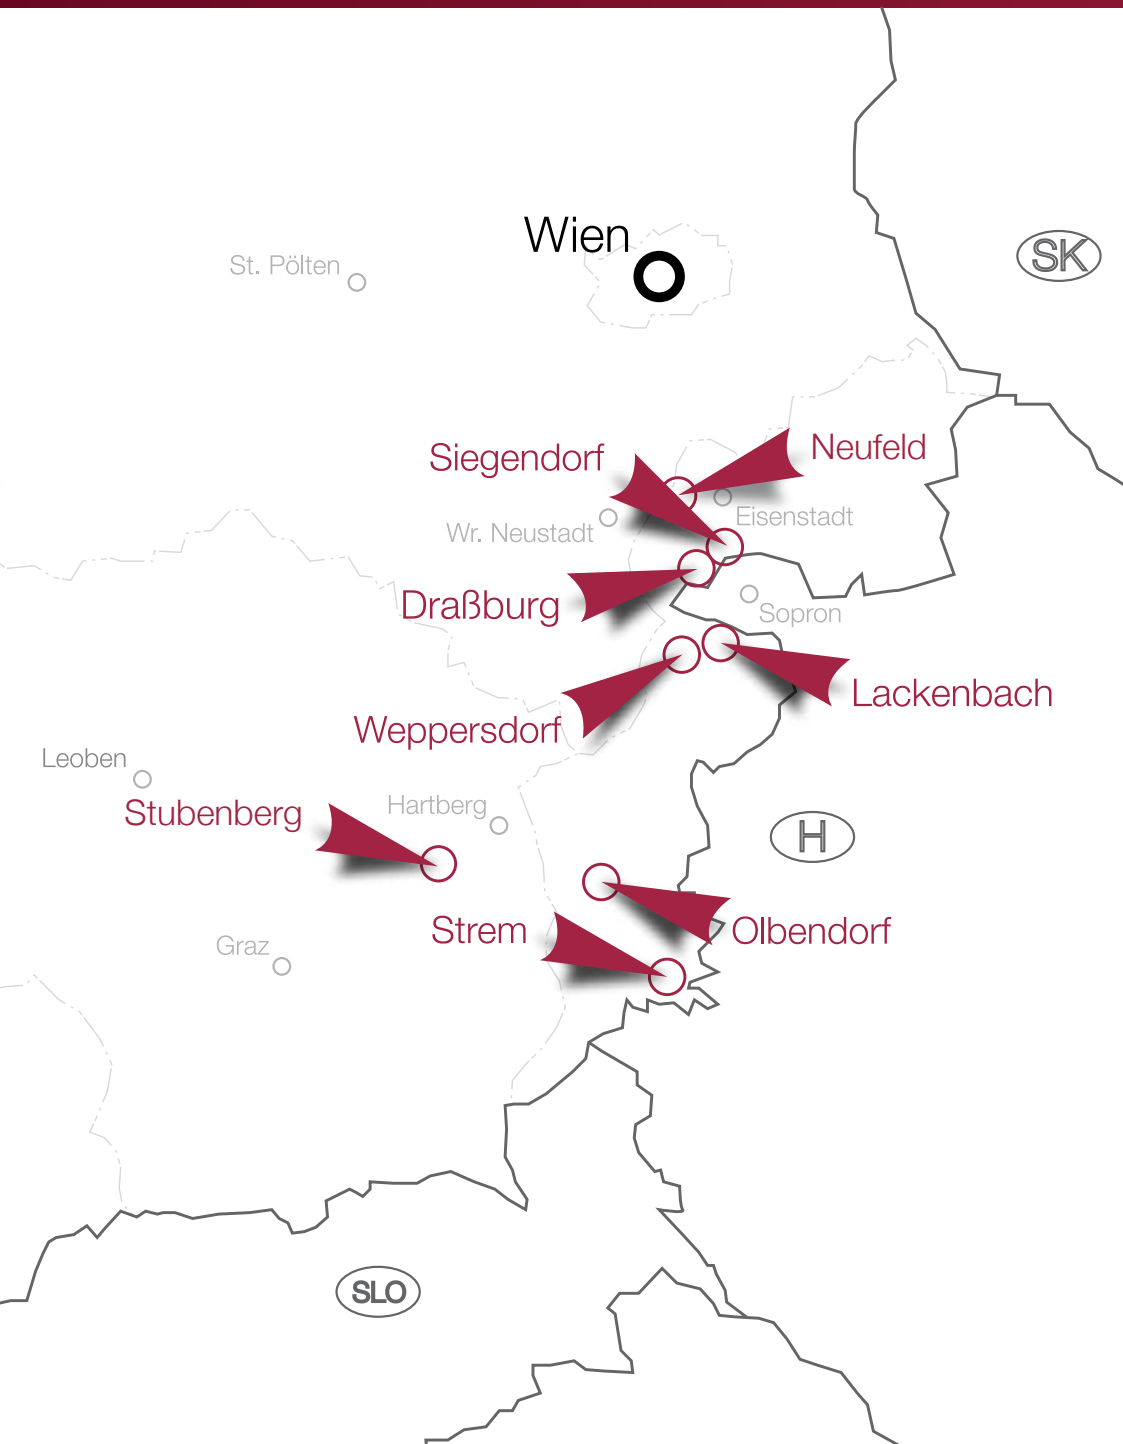 Wien
SK
St. Pölten
Siegendorf
Neufeld
Eisenstadt
Wr. Neustadt
Draßburg
Sopron
Lackenbach
Weppersdorf
Leoben
Hartberg
Stubenberg
H
Strem
Olbendorf
Graz
SLO